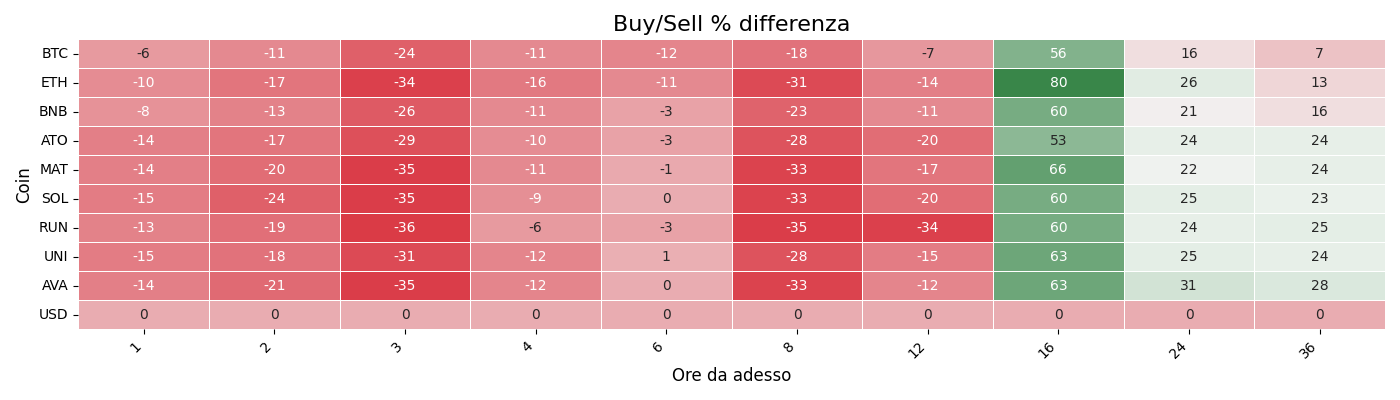 Buy/Sell % differenza
Coin
BTC -6 -11 -24 -11 -12 -18 -7 56 16 7
ETH -10 -17 -34 -16 -11 -31 -14 80 26 13
BNB -8 -13 -26 -11 -3 -23 -11 60 21 16
ATO -14 -17 -29 -10 -3 -28 -20 53 24 24
MAT -14 -20 -35 -11 -1 -33 -17 66 22 24
SOL -15 -24 -35 -9 0 -33 -20 60 25 23
RUN -13 -19 -36 -6 -3 -35 -34 60 24 25
UNI -15 -18 -31 -12 1 -28 -15 63 25 24
AVA -14 -21 -35 -12 0 -33 -12 63 31 28
USD 0 0 0 0 0 0 0 0 0 0
1 2 3 4 6 8 12 16 24 36
Ore da adesso